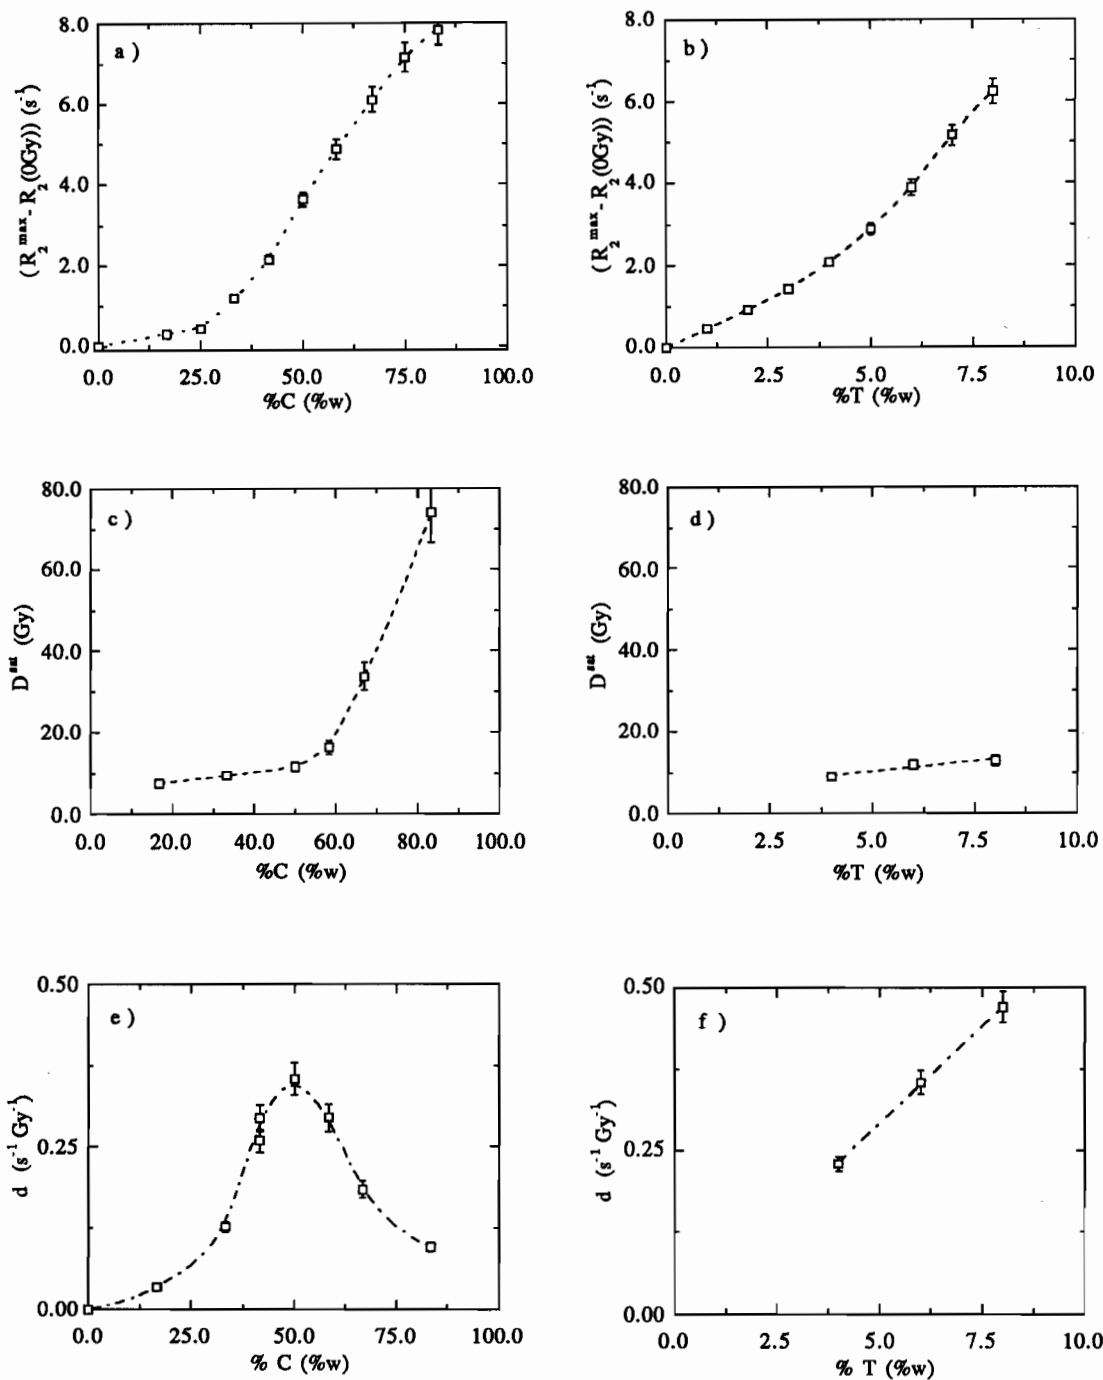 a )
8.0
6.0
4.0
2.0
0.0
(R₂ᵐᵃˣ- R₂(0Gy)) (s⁻¹)
0.0 25.0 50.0 75.0 100.0
%C (%w)
b )
8.0
6.0
4.0
2.0
0.0
(R₂ᵐᵃˣ- R₂(0Gy)) (s⁻¹)
0.0 2.5 5.0 7.5 10.0
%T (%w)
c )
80.0
60.0
40.0
20.0
0.0
Dˢᵃᵗ (Gy)
0.0 20.0 40.0 60.0 80.0 100.0
%C (%w)
d )
80.0
60.0
40.0
20.0
0.0
Dˢᵃᵗ (Gy)
0.0 2.5 5.0 7.5 10.0
%T (%w)
e )
0.50
0.25
0.00
d (s⁻¹ Gy⁻¹)
0.0 25.0 50.0 75.0 100.0
% C (%w)
f )
0.50
0.25
0.00
d (s⁻¹ Gy⁻¹)
0.0 2.5 5.0 7.5 10.0
% T (%w)